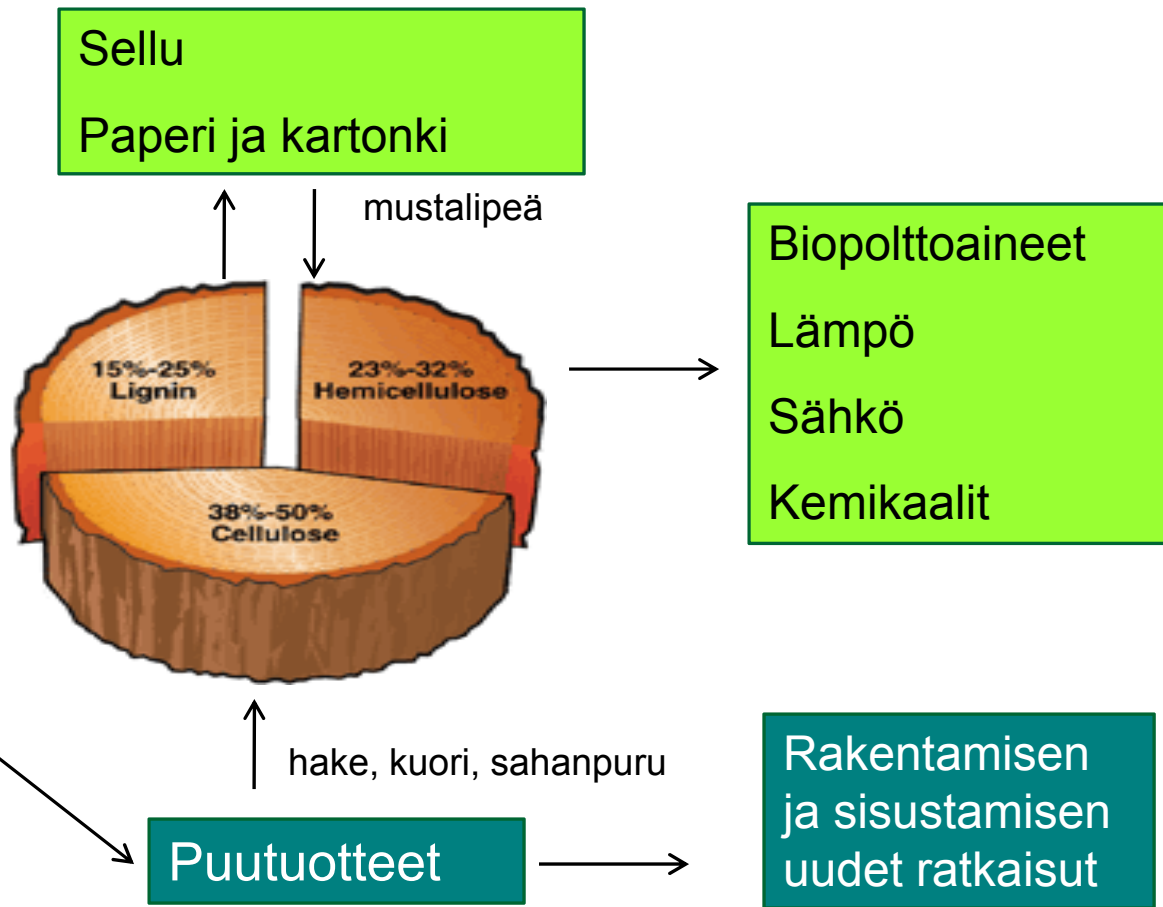 Sellu
Paperi ja kartonki
mustalipeä
Biopolttoaineet
Lämpö
Sähkö
Kemikaalit
15%-25%
Lignin
23%-32%
Hemicellulose
38%-50%
Cellulose
hake, kuori, sahanpuru
Puutuotteet
Rakentamisen
ja sisustamisen
uudet ratkaisut